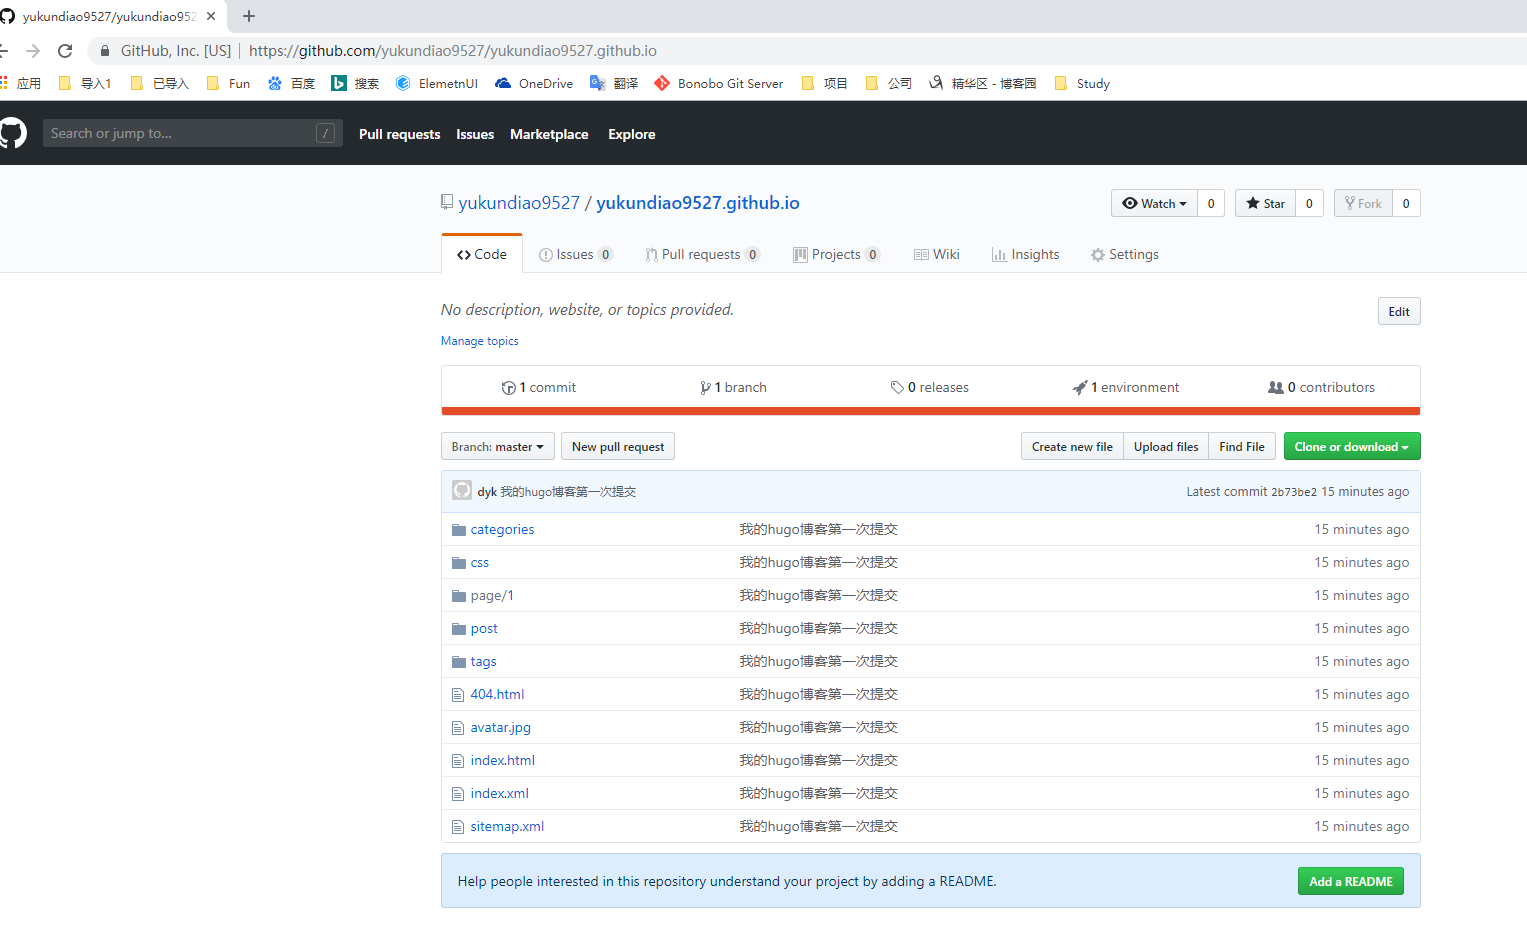 yukundiao9527/yukundiao952
GitHub, Inc. [US] | https://github.com/yukundiao9527/yukundiao9527.github.io
应用 导入1 已导入 Fun 百度 搜索 ElemetnUI OneDrive 翻译 Bonobo Git Server 项目 公司 精华区 - 博客园 Study
Search or jump to... / Pull requests Issues Marketplace Explore
yukundiao9527 / yukundiao9527.github.io Watch 0 Star 0 Fork 0
Code Issues 0 Pull requests 0 Projects 0 Wiki Insights Settings
No description, website, or topics provided. Edit
Manage topics
1 commit 1 branch 0 releases 1 environment 0 contributors
Branch: master New pull request Create new file Upload files Find File Clone or download
dyk 我的hugo博客第一次提交 Latest commit 2b73be2 15 minutes ago
categories 我的hugo博客第一次提交 15 minutes ago
css 我的hugo博客第一次提交 15 minutes ago
page/1 我的hugo博客第一次提交 15 minutes ago
post 我的hugo博客第一次提交 15 minutes ago
tags 我的hugo博客第一次提交 15 minutes ago
404.html 我的hugo博客第一次提交 15 minutes ago
avatar.jpg 我的hugo博客第一次提交 15 minutes ago
index.html 我的hugo博客第一次提交 15 minutes ago
index.xml 我的hugo博客第一次提交 15 minutes ago
sitemap.xml 我的hugo博客第一次提交 15 minutes ago
Help people interested in this repository understand your project by adding a README. Add a README